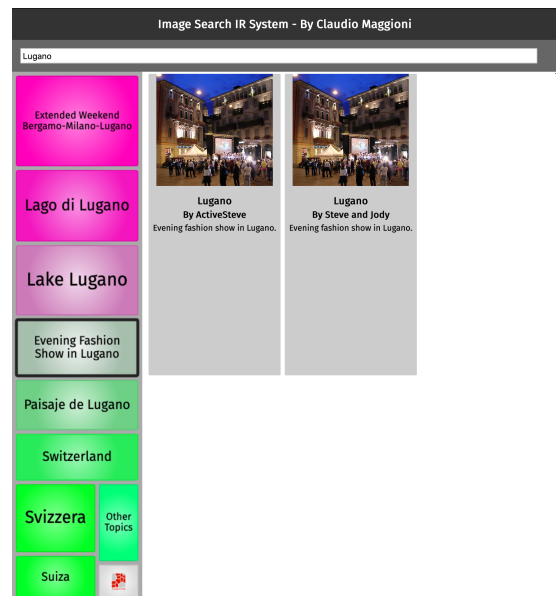 Image Search IR System - By Claudio Maggioni
Lugano
Extended Weekend
Bergamo-Milano-Lugano
Lago di Lugano
Lake Lugano
Evening Fashion
Show in Lugano
Paisaje de Lugano
Switzerland
Svizzera
Other
Topics
Suiza
Lugano
By ActiveSteve
Evening fashion show in Lugano.
Lugano
By Steve and Jody
Evening fashion show in Lugano.